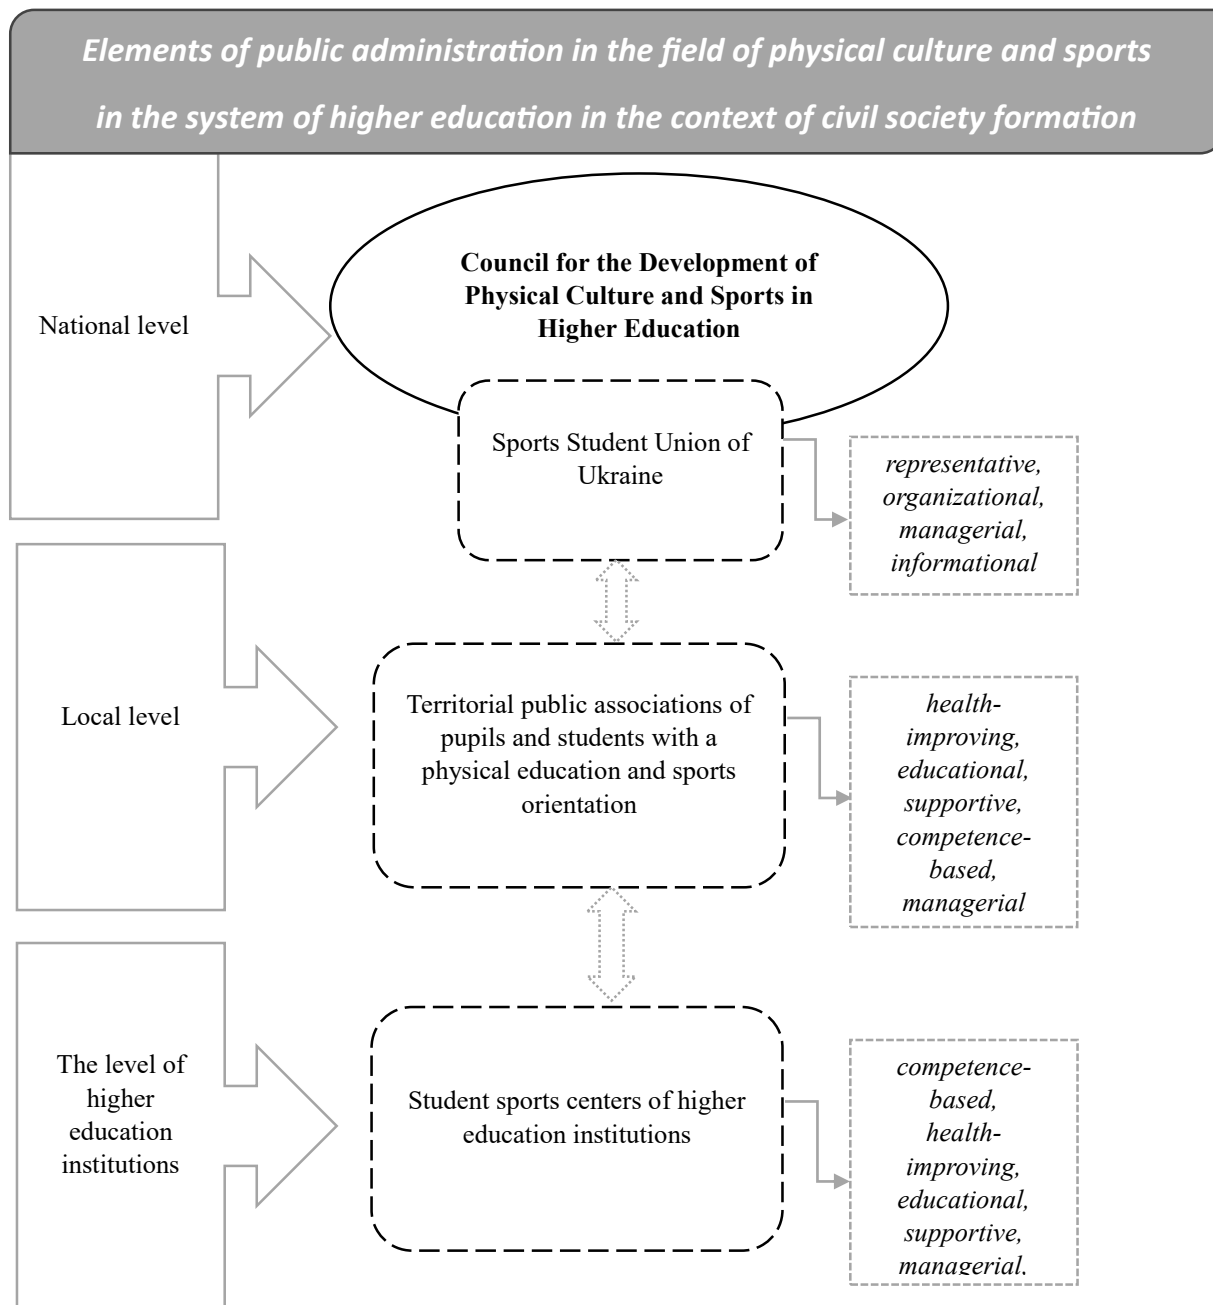 Elements of public administration in the field of physical culture and sports
in the system of higher education in the context of civil society formation
National level
Council for the Development of
Physical Culture and Sports in
Higher Education
Sports Student Union of
Ukraine
representative,
organizational,
managerial,
informational
Local level
Territorial public associations of
pupils and students with a
physical education and sports
orientation
health-
improving,
educational,
supportive,
competence-
based,
managerial
The level of
higher
education
institutions
Student sports centers of higher
education institutions
competence-
based,
health-
improving,
educational,
supportive,
managerial,